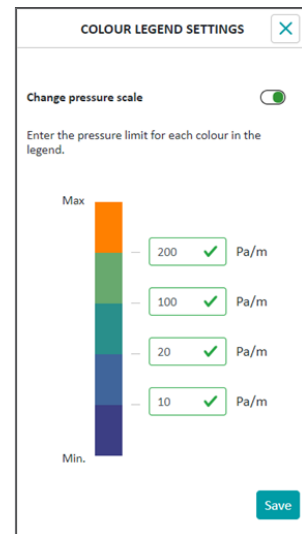 COLOUR LEGEND SETTINGS
Change pressure scale
Enter the pressure limit for each colour in the
legend.
Max
200 Pa/m
100 Pa/m
20 Pa/m
10 Pa/m
Min.
Save